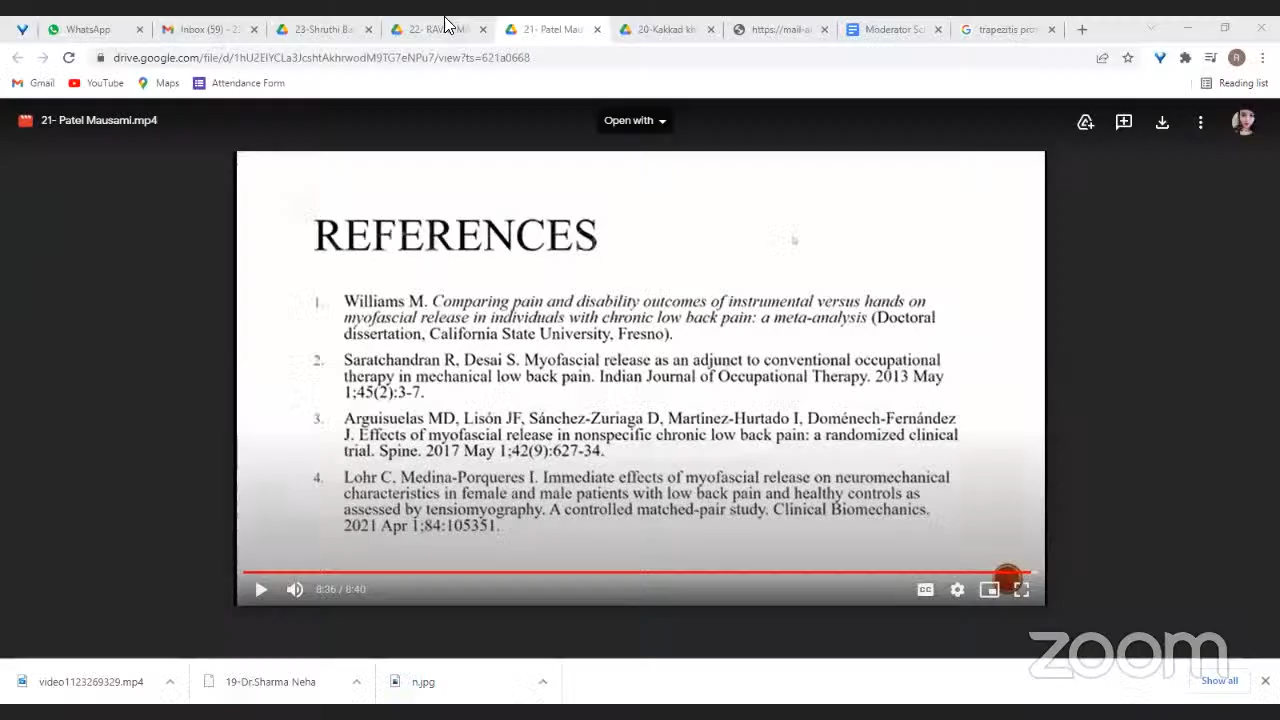 WhatsApp
Inbox (59) - 23
23-Shruthi Ba
22- RA
21- Patel Mau
20-Kakkad kh
https://mail-a
Moderator Sc
trapezitis pro
drive.google.com/file/d/1hU2EIYCLa3JcshtAkhrwodM9TG7eNPu7/view?ts=621a0668
R
Gmail
YouTube
Maps
Attendance Form
Reading list
21- Patel Mausami.mp4
Open with
REFERENCES
1. Williams M. Comparing pain and disability outcomes of instrumental versus hands on
myofascial release in individuals with chronic low back pain: a meta-analysis (Doctoral
dissertation, California State University, Fresno).
2. Saratchandran R, Desai S. Myofascial release as an adjunct to conventional occupational
therapy in mechanical low back pain. Indian Journal of Occupational Therapy. 2013 May
1;45(2):3-7.
3. Arguisuelas MD, Lisón JF, Sánchez-Zuriaga D, Martínez-Hurtado I, Doménech-Fernández
J. Effects of myofascial release in nonspecific chronic low back pain: a randomized clinical
trial. Spine. 2017 May 1;42(9):627-34.
4. Lohr C, Medina-Porqueres I. Immediate effects of myofascial release on neuromechanical
characteristics in female and male patients with low back pain and healthy controls as
assessed by tensiomyography. A controlled matched-pair study. Clinical Biomechanics.
2021 Apr 1;84:105351.
8:36 / 8:40
CC
zoom
video1123269329.mp4
19-Dr.Sharma Neha
n.jpg
Show all